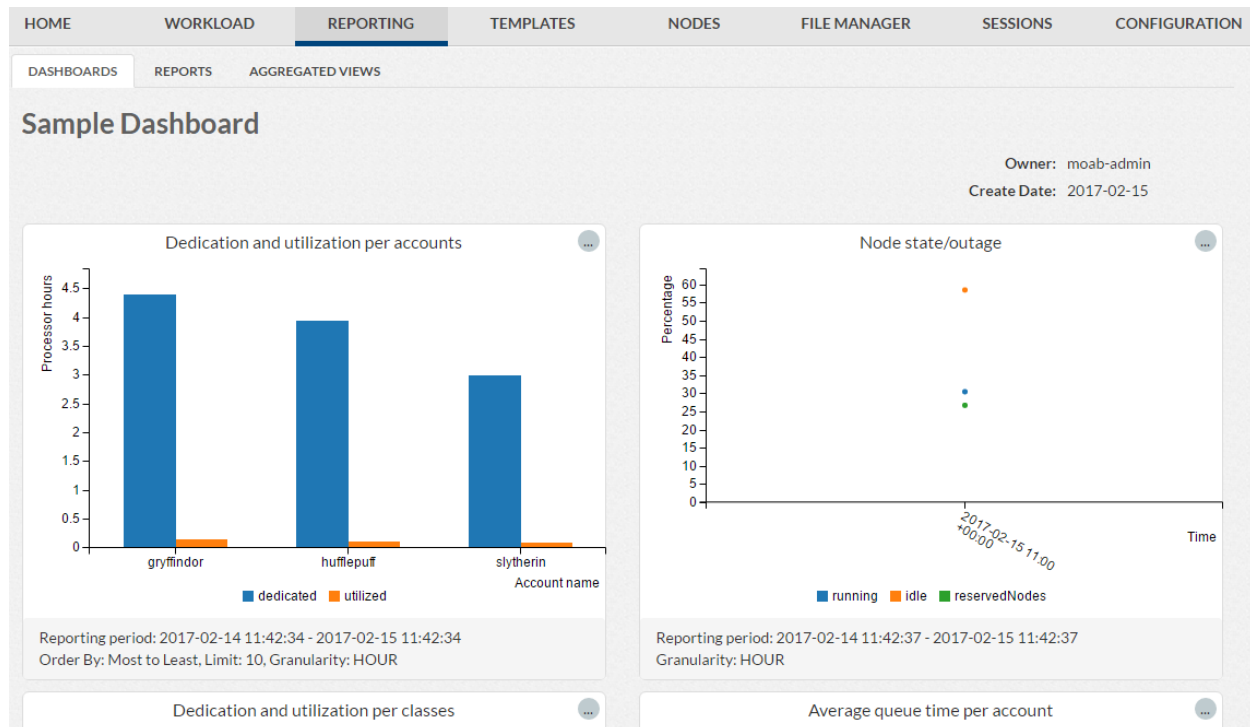 HOME WORKLOAD REPORTING TEMPLATES NODES FILE MANAGER SESSIONS CONFIGURATION
DASHBOARDS REPORTS AGGREGATED VIEWS
Sample Dashboard
Owner: moab-admin
Create Date: 2017-02-15
Dedication and utilization per accounts
...
Processor hours
4.5
4
3.5
3
2.5
2
1.5
1
0.5
0
gryffindor hufflepuff slytherin
Account name
dedicated utilized
Reporting period: 2017-02-14 11:42:34 - 2017-02-15 11:42:34
Order By: Most to Least, Limit: 10, Granularity: HOUR
Node state/outage
...
Percentage
60
55
50
45
40
35
30
25
20
15
10
5
0
2017-02-15 11:00
+00:00
Time
running idle reservedNodes
Reporting period: 2017-02-14 11:42:37 - 2017-02-15 11:42:37
Granularity: HOUR
Dedication and utilization per classes
...
Average queue time per account
...